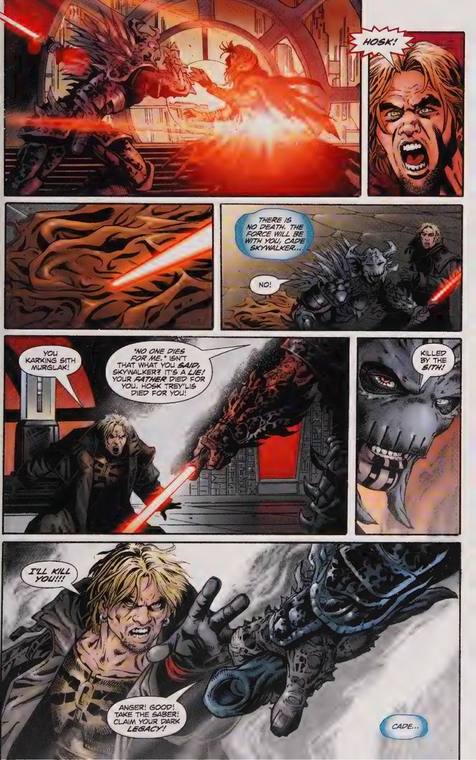 HOSK!
THERE IS
NO DEATH. THE
FORCE WILL BE
WITH YOU, CADE
SKYWALKER...
NO!
YOU
KARKING SITH
MURGLAK!
"NO ONE DIES
FOR ME." ISN'T
THAT WHAT YOU SAID,
SKYWALKER? IT'S A LIE!
YOUR FATHER DIED FOR
YOU. HOSK TREY'LIS
DIED FOR YOU!
KILLED
BY THE
SITH!
I'LL KILL
YOU!!!
ANGER! GOOD!
TAKE THE SABER!
CLAIM YOUR DARK
LEGACY!
CADE...